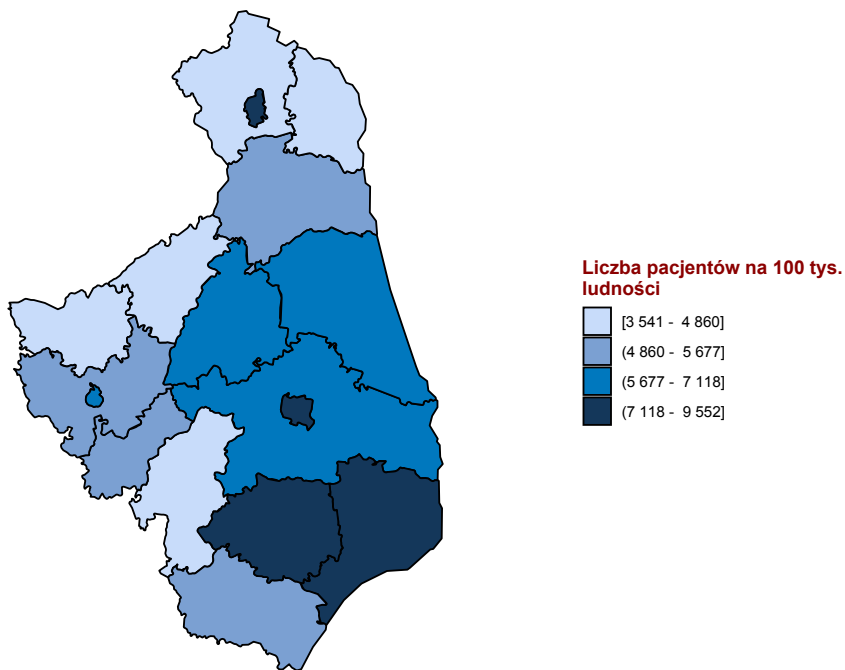 Liczba pacjentów na 100 tys.
ludności
[3 541 - 4 860]
(4 860 - 5 677]
(5 677 - 7 118]
(7 118 - 9 552]